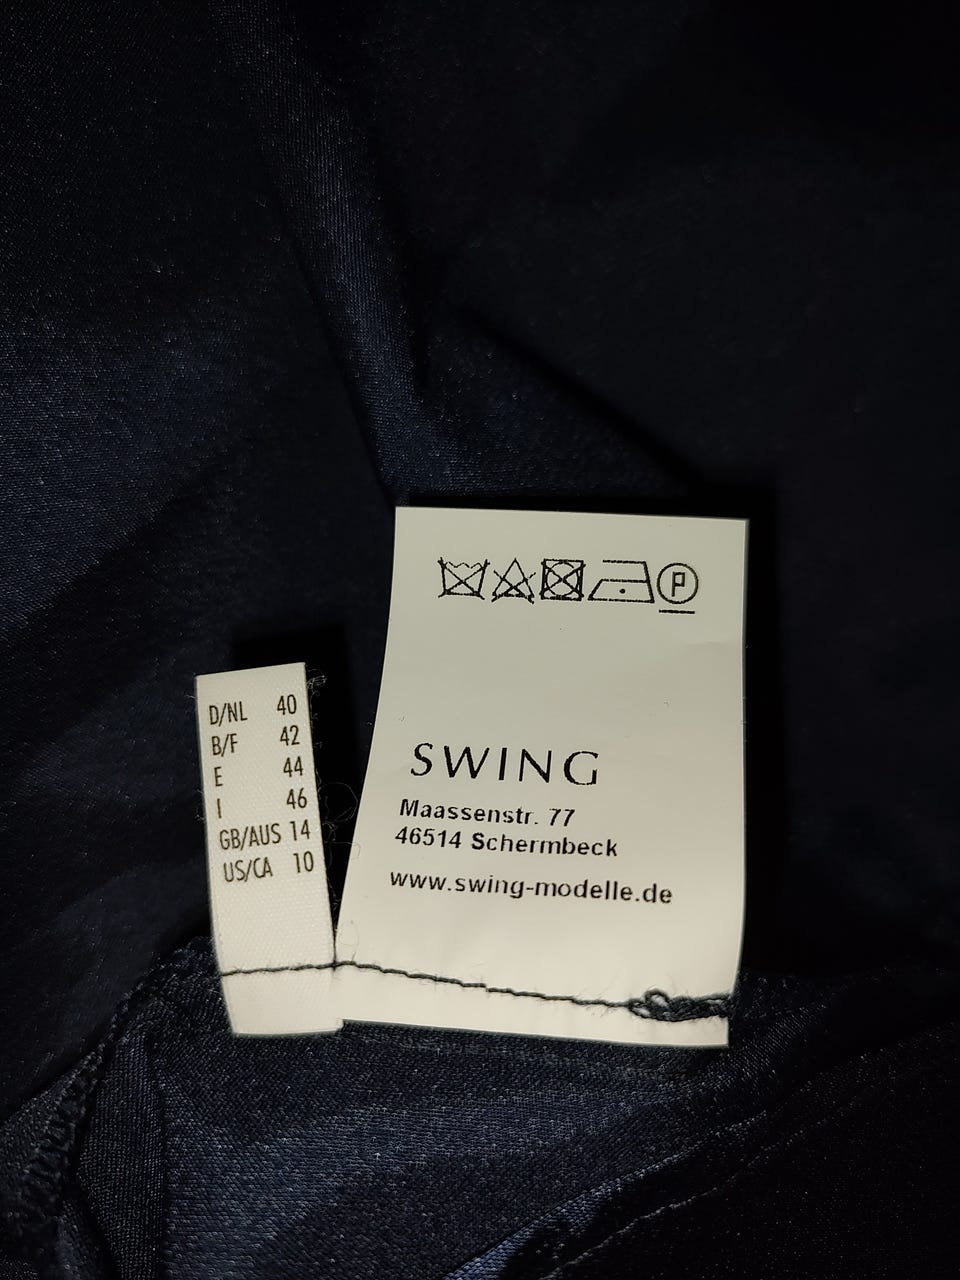 D/NL 40
B/F 42
E 44
I 46
GB/AUS 14
US/CA 10
P
SWING
Maassenstr. 77
46514 Schermbeck
www.swing-modelle.de